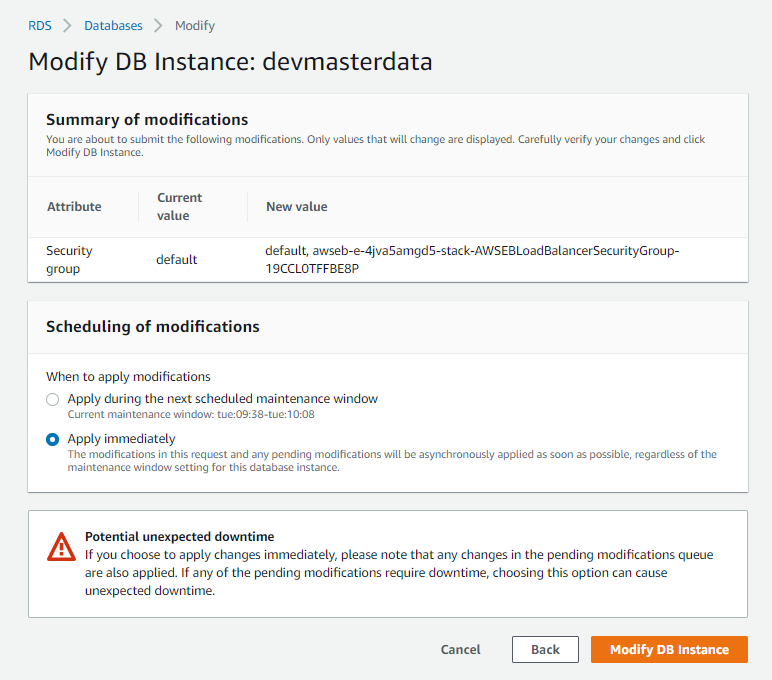 RDS Databases Modify
Modify DB Instance: devmasterdata
Summary of modifications
You are about to submit the following modifications. Only values that will change are displayed. Carefully verify your changes and click
Modify DB Instance.
Attribute Current value New value
Security group default default, awseb-e-4jva5amgd5-stack-AWSEBLoadBalancerSecurityGroup-
19CCL0TFFBE8P
Scheduling of modifications
When to apply modifications
Apply during the next scheduled maintenance window
Current maintenance window: tue:09:38-tue:10:08
Apply immediately
The modifications in this request and any pending modifications will be asynchronously applied as soon as possible, regardless of the
maintenance window setting for this database instance.
Potential unexpected downtime
If you choose to apply changes immediately, please note that any changes in the pending modifications queue
are also applied. If any of the pending modifications require downtime, choosing this option can cause
unexpected downtime.
Cancel Back Modify DB Instance